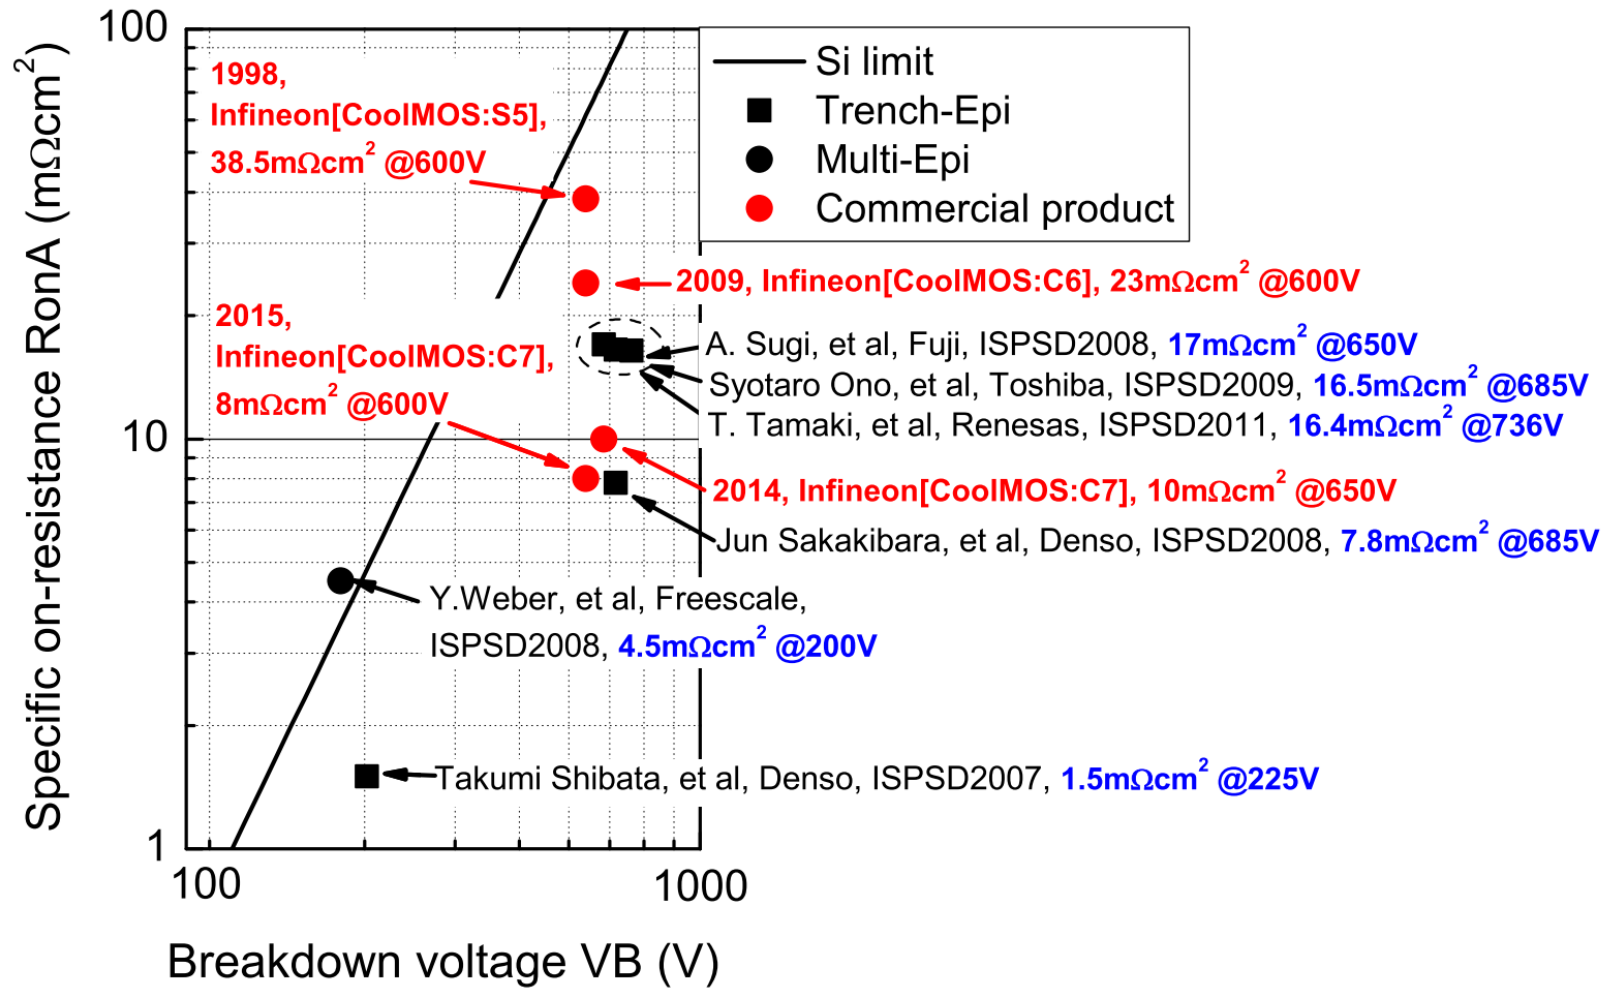 100
10
1
Specific on-resistance RonA (mΩcm²)
1998,
Infineon[CoolMOS:S5],
38.5mΩcm² @600V
Si limit
Trench-Epi
Multi-Epi
Commercial product
2009, Infineon[CoolMOS:C6], 23mΩcm² @600V
2015,
Infineon[CoolMOS:C7],
8mΩcm² @600V
A. Sugi, et al, Fuji, ISPSD2008, 17mΩcm² @650V
Syotaro Ono, et al, Toshiba, ISPSD2009, 16.5mΩcm² @685V
T. Tamaki, et al, Renesas, ISPSD2011, 16.4mΩcm² @736V
2014, Infineon[CoolMOS:C7], 10mΩcm² @650V
Jun Sakakibara, et al, Denso, ISPSD2008, 7.8mΩcm² @685V
Y.Weber, et al, Freescale,
ISPSD2008, 4.5mΩcm² @200V
Takumi Shibata, et al, Denso, ISPSD2007, 1.5mΩcm² @225V
100
1000
Breakdown voltage VB (V)